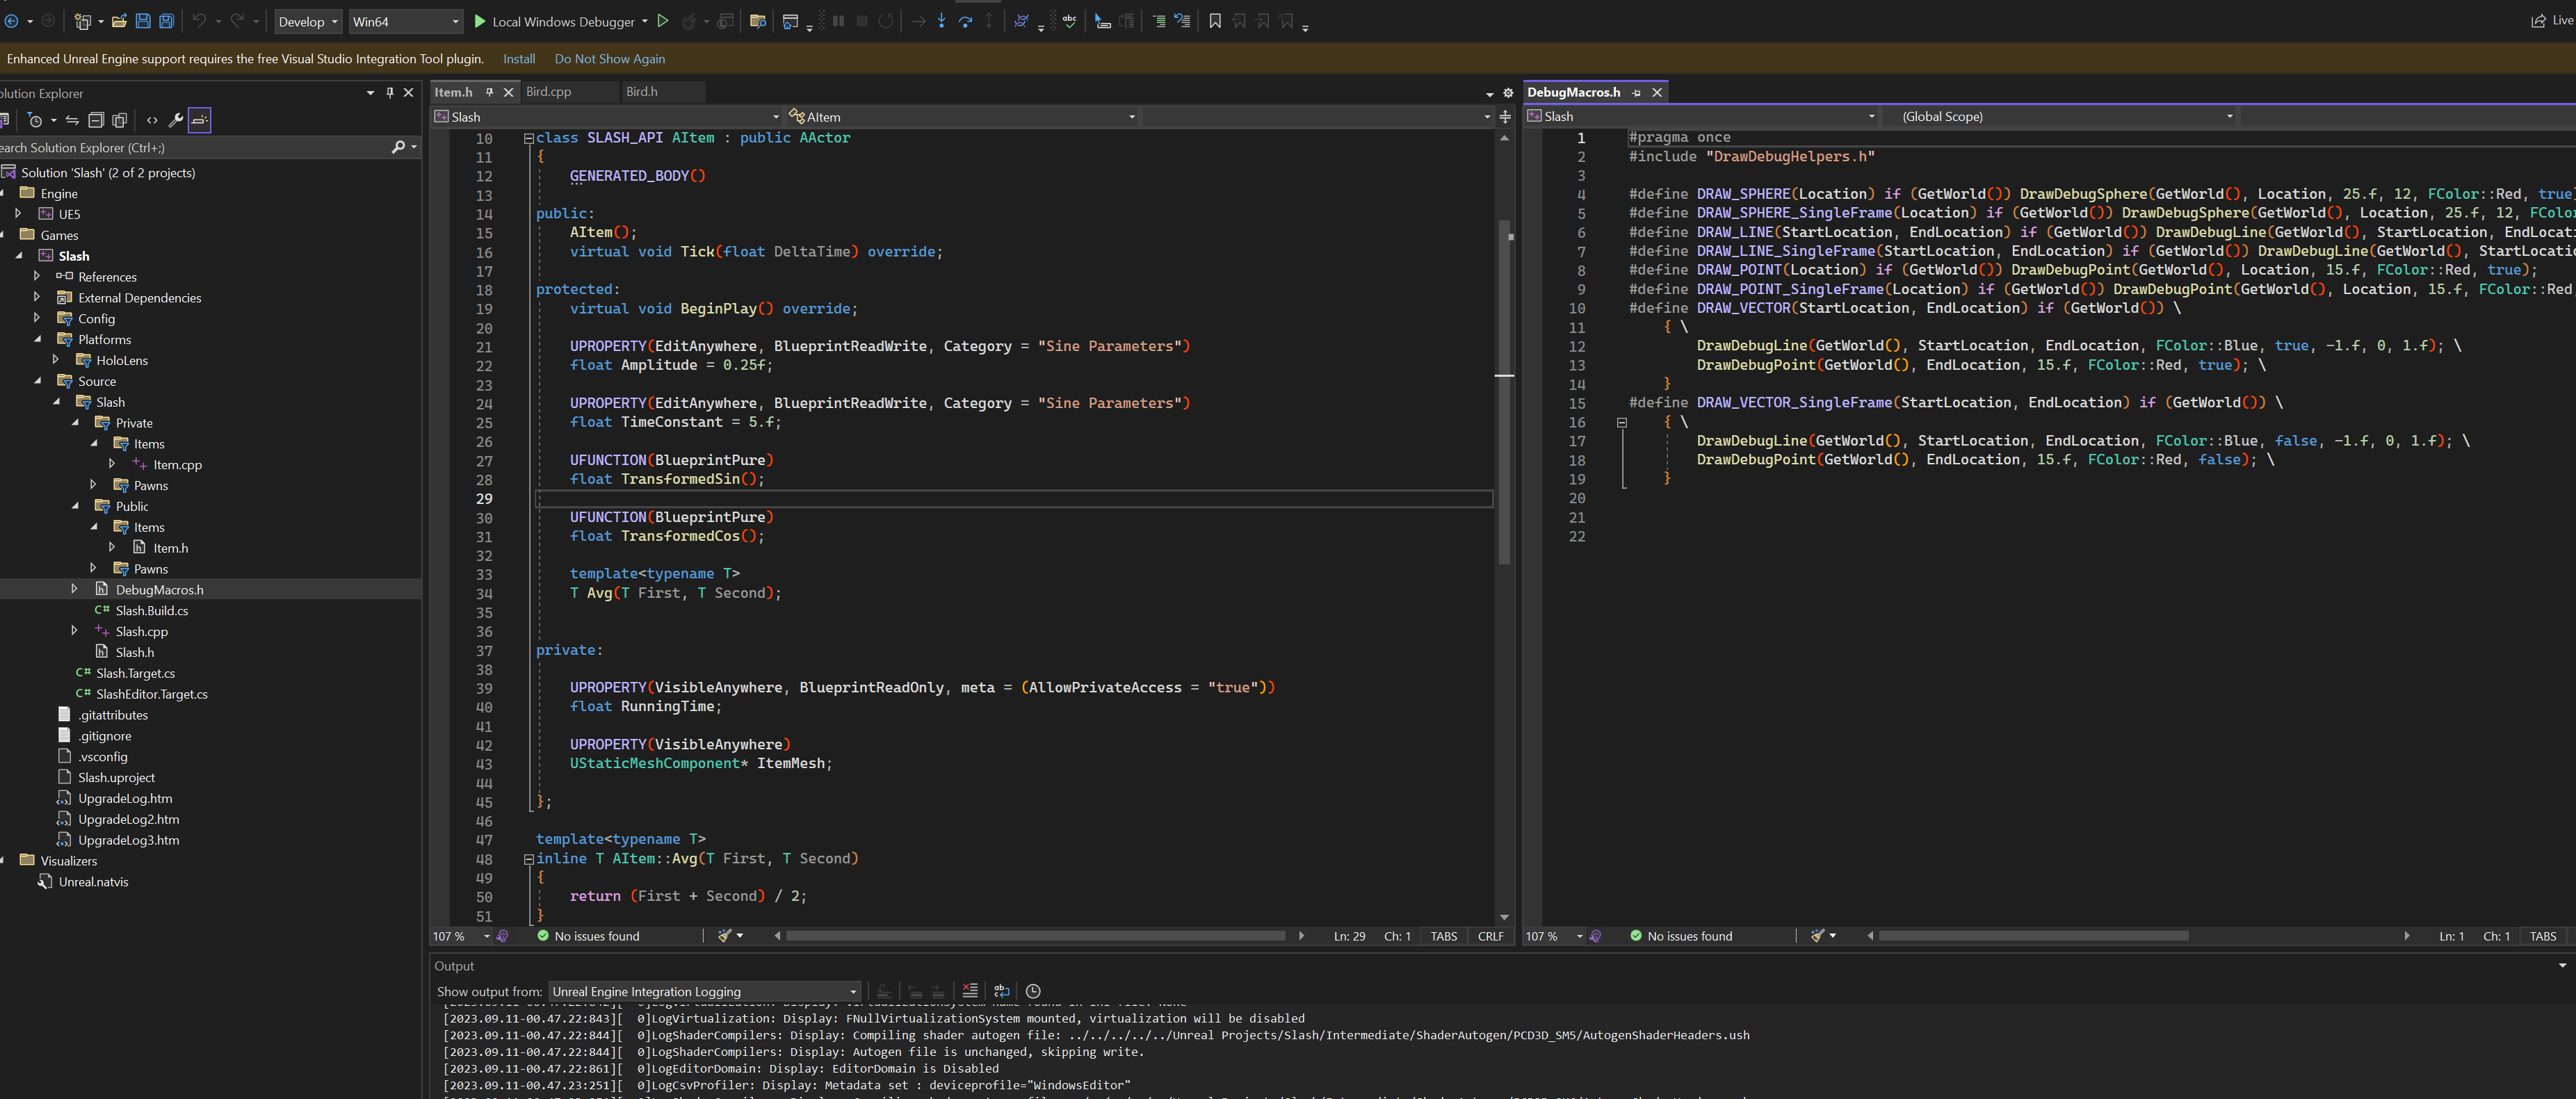 Develop
Win64
Local Windows Debugger
Live
Enhanced Unreal Engine support requires the free Visual Studio Integration Tool plugin. Install Do Not Show Again
olution Explorer
earch Solution Explorer (Ctrl+;)
Solution 'Slash' (2 of 2 projects)
Engine
UE5
Games
Slash
References
External Dependencies
Config
Platforms
HoloLens
Source
Slash
Private
Items
Item.cpp
Pawns
Public
Items
Item.h
Pawns
DebugMacros.h
Slash.Build.cs
Slash.cpp
Slash.h
Slash.Target.cs
SlashEditor.Target.cs
.gitattributes
.gitignore
.vsconfig
Slash.uproject
UpgradeLog.htm
UpgradeLog2.htm
UpgradeLog3.htm
Visualizers
Unreal.natvis
Item.h Bird.cpp Bird.h
Slash AItem
10 class SLASH_API AItem : public AActor
11 {
12 GENERATED_BODY()
13
14 public:
15 AItem();
16 virtual void Tick(float DeltaTime) override;
17
18 protected:
19 virtual void BeginPlay() override;
20
21 UPROPERTY(EditAnywhere, BlueprintReadWrite, Category = "Sine Parameters")
22 float Amplitude = 0.25f;
23
24 UPROPERTY(EditAnywhere, BlueprintReadWrite, Category = "Sine Parameters")
25 float TimeConstant = 5.f;
26
27 UFUNCTION(BlueprintPure)
28 float TransformedSin();
29
30 UFUNCTION(BlueprintPure)
31 float TransformedCos();
32
33 template<typename T>
34 T Avg(T First, T Second);
35
36
37 private:
38
39 UPROPERTY(VisibleAnywhere, BlueprintReadOnly, meta = (AllowPrivateAccess = "true"))
40 float RunningTime;
41
42 UPROPERTY(VisibleAnywhere)
43 UStaticMeshComponent* ItemMesh;
44
45 };
46
47 template<typename T>
48 inline T AItem::Avg(T First, T Second)
49 {
50 return (First + Second) / 2;
51 }
107 % No issues found Ln: 29 Ch: 1 TABS CRLF
DebugMacros.h
Slash (Global Scope)
1 #pragma once
2 #include "DrawDebugHelpers.h"
3
4 #define DRAW_SPHERE(Location) if (GetWorld()) DrawDebugSphere(GetWorld(), Location, 25.f, 12, FColor::Red, true)
5 #define DRAW_SPHERE_SingleFrame(Location) if (GetWorld()) DrawDebugSphere(GetWorld(), Location, 25.f, 12, FColo
6 #define DRAW_LINE(StartLocation, EndLocation) if (GetWorld()) DrawDebugLine(GetWorld(), StartLocation, EndLocati
7 #define DRAW_LINE_SingleFrame(StartLocation, EndLocation) if (GetWorld()) DrawDebugLine(GetWorld(), StartLocatio
8 #define DRAW_POINT(Location) if (GetWorld()) DrawDebugPoint(GetWorld(), Location, 15.f, FColor::Red, true);
9 #define DRAW_POINT_SingleFrame(Location) if (GetWorld()) DrawDebugPoint(GetWorld(), Location, 15.f, FColor::Red,
10 #define DRAW_VECTOR(StartLocation, EndLocation) if (GetWorld()) \
11 { \
12 DrawDebugLine(GetWorld(), StartLocation, EndLocation, FColor::Blue, true, -1.f, 0, 1.f); \
13 DrawDebugPoint(GetWorld(), EndLocation, 15.f, FColor::Red, true); \
14 }
15 #define DRAW_VECTOR_SingleFrame(StartLocation, EndLocation) if (GetWorld()) \
16 { \
17 DrawDebugLine(GetWorld(), StartLocation, EndLocation, FColor::Blue, false, -1.f, 0, 1.f); \
18 DrawDebugPoint(GetWorld(), EndLocation, 15.f, FColor::Red, false); \
19 }
20
21
22
107 % No issues found Ln: 1 Ch: 1 TABS
Output
Show output from: Unreal Engine Integration Logging
[2023.09.11-00.47.22:843][ 0]LogVirtualization: Display: FNullVirtualizationSystem mounted, virtualization will be disabled
[2023.09.11-00.47.22:844][ 0]LogShaderCompilers: Display: Compiling shader autogen file: ../../../../../Unreal Projects/Slash/Intermediate/ShaderAutogen/PCD3D_SM5/AutogenShaderHeaders.ush
[2023.09.11-00.47.22:844][ 0]LogShaderCompilers: Display: Autogen file is unchanged, skipping write.
[2023.09.11-00.47.22:861][ 0]LogEditorDomain: Display: EditorDomain is Disabled
[2023.09.11-00.47.23:251][ 0]LogCsvProfiler: Display: Metadata set : deviceprofile="WindowsEditor"